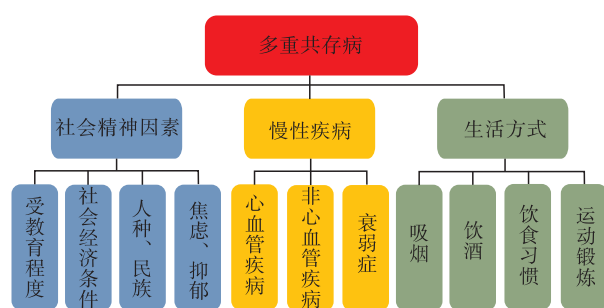 多重共存病
社会精神因素
慢性疾病
生活方式
受教育程度
社会经济条件
人种、民族
焦虑、抑郁
心血管疾病
非心血管疾病
衰弱症
吸烟
饮酒
饮食习惯
运动锻炼